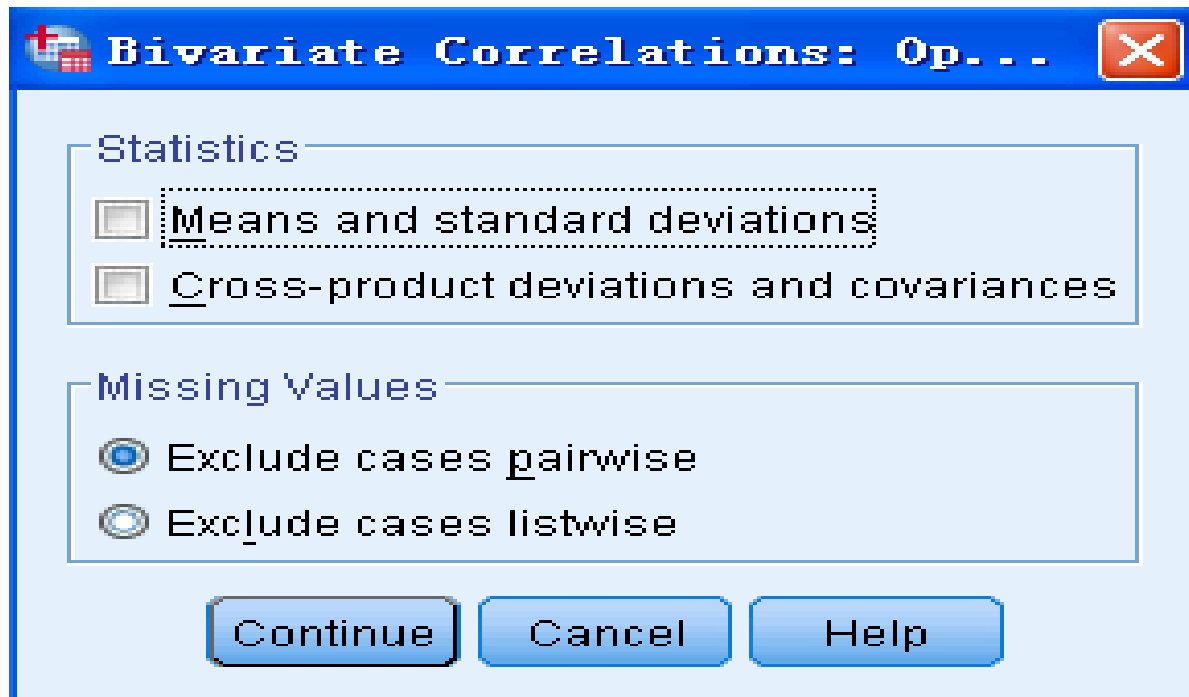 Bivariate Correlations: Op...
Statistics
Means and standard deviations
Cross-product deviations and covariances
Missing Values
Exclude cases pairwise
Exclude cases listwise
Continue Cancel Help